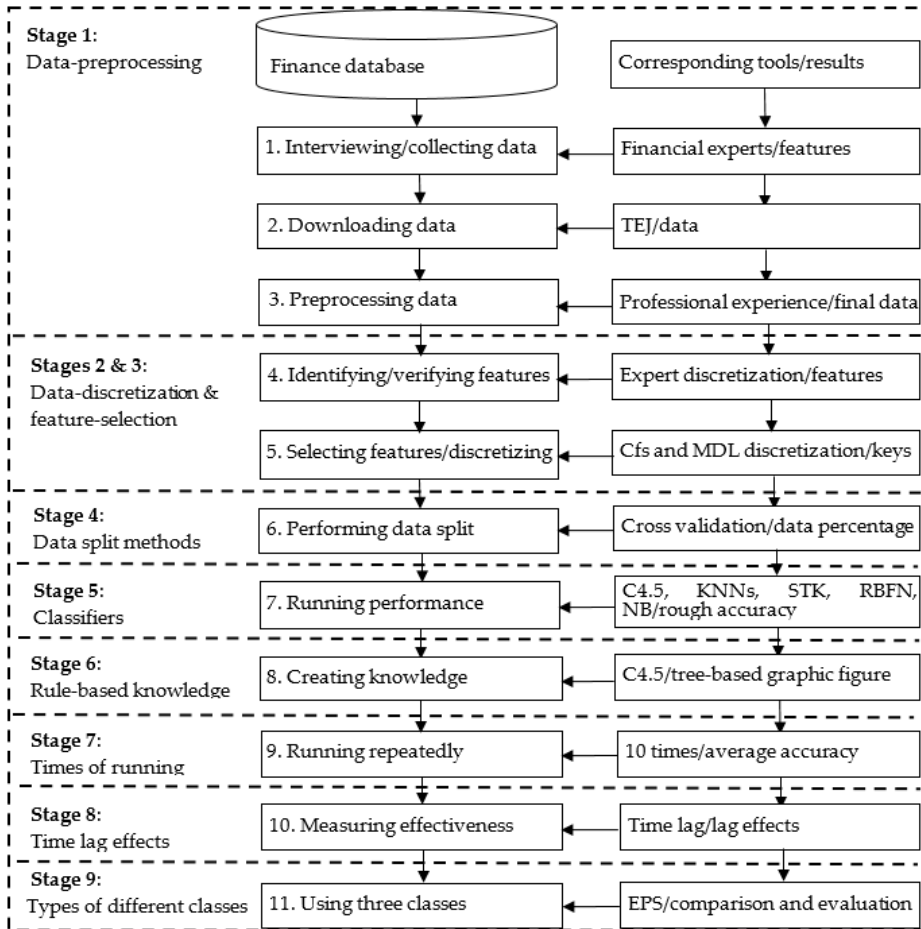 Stage 1:
Data-preprocessing
Finance database
Corresponding tools/results
1. Interviewing/collecting data
Financial experts/features
2. Downloading data
TEJ/data
3. Preprocessing data
Professional experience/final data
Stages 2 & 3:
Data-discretization &
feature-selection
4. Identifying/verifying features
Expert discretization/features
5. Selecting features/discretizing
Cfs and MDL discretization/keys
Stage 4:
Data split methods
6. Performing data split
Cross validation/data percentage
Stage 5:
Classifiers
7. Running performance
C4.5, KNNs, STK, RBFN,
NB/rough accuracy
Stage 6:
Rule-based knowledge
8. Creating knowledge
C4.5/tree-based graphic figure
Stage 7:
Times of running
9. Running repeatedly
10 times/average accuracy
Stage 8:
Time lag effects
10. Measuring effectiveness
Time lag/lag effects
Stage 9:
Types of different classes
11. Using three classes
EPS/comparison and evaluation